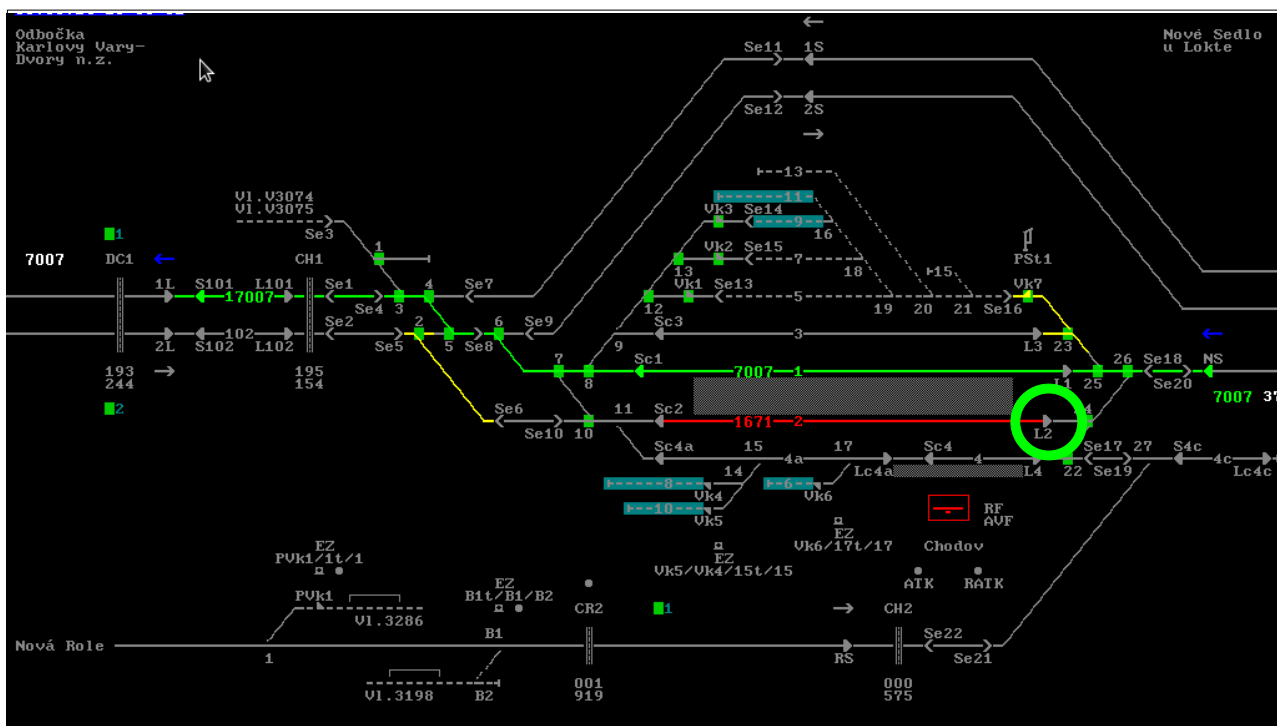 Odbočka
Karlovy Vary-
Dvory n.z.
Nové Sedlo
u Lokte
Se11 1S
Se12 2S
13
Vl.V3074
Vl.V3075
11
Vk3 Se14
9
16
Se3
1
1
7007
DC1
CH1
Vk2 Se15
7
13
18
PSt1
15
1L S101 L101 Se1
17007
Se4 3
4
Se7
Vk1 Se13
12
5
19 20 21 Se16
Vk7
2L S102 L102 Se2
102
Se5
2
5 Se8
6 Se9
9
Sc3
3
L3 23
193
244
195
154
7
8
Sc1
7007 1
L1 25
26 Se18 NS
Se20
7007 37
2
Se6
Se10 10
11 Sc2
1671 2
L2
24
Sc4a
15
4a
17
Lc4a
Sc4
4
L4 22
Se17 27
Se19
S4c
4c
Lc4c
14
8
Vk4
6
Vk6
10
Vk5
RF
AVF
EZ
PVk1/1t/1
EZ
Vk5/Vk4/15t/15
Vk6/17t/17
Chodov
ATK RATK
EZ
B1t/B1/B2
PVk1
Vl.3286
CR2
1
CH2
Nová Role
1
B1
RS
Se22
Se21
Vl.3198
B2
001
919
000
575